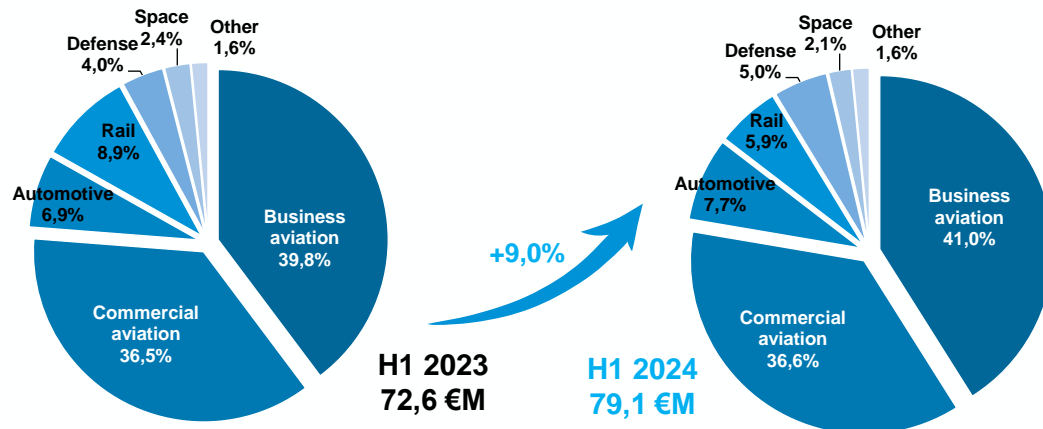 Space
2,4%
Other
1,6%
Defense
4,0%
Rail
8,9%
Automotive
6,9%
Business
aviation
39,8%
Commercial
aviation
36,5%
H1 2023
72,6 €M
+9,0%
H1 2024
79,1 €M
Space
2,1%
Other
1,6%
Defense
5,0%
Rail
5,9%
Automotive
7,7%
Business
aviation
41,0%
Commercial
aviation
36,6%